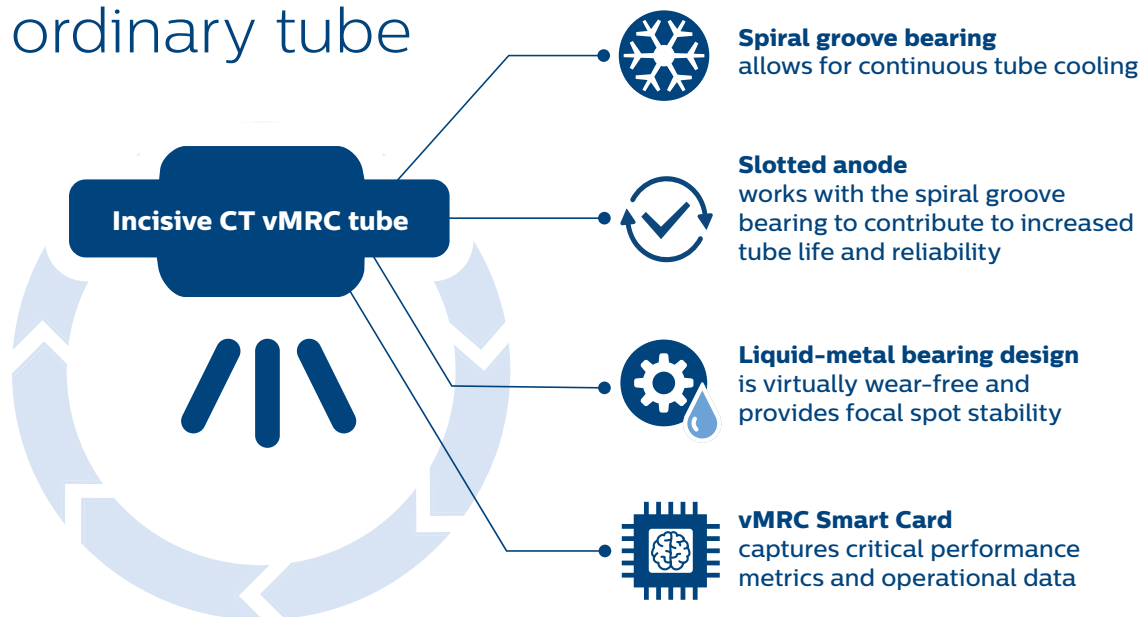 ordinary tube
Incisive CT vMRC tube
Spiral groove bearing
allows for continuous tube cooling
Slotted anode
works with the spiral groove
bearing to contribute to increased
tube life and reliability
Liquid-metal bearing design
is virtually wear-free and
provides focal spot stability
vMRC Smart Card
captures critical performance
metrics and operational data